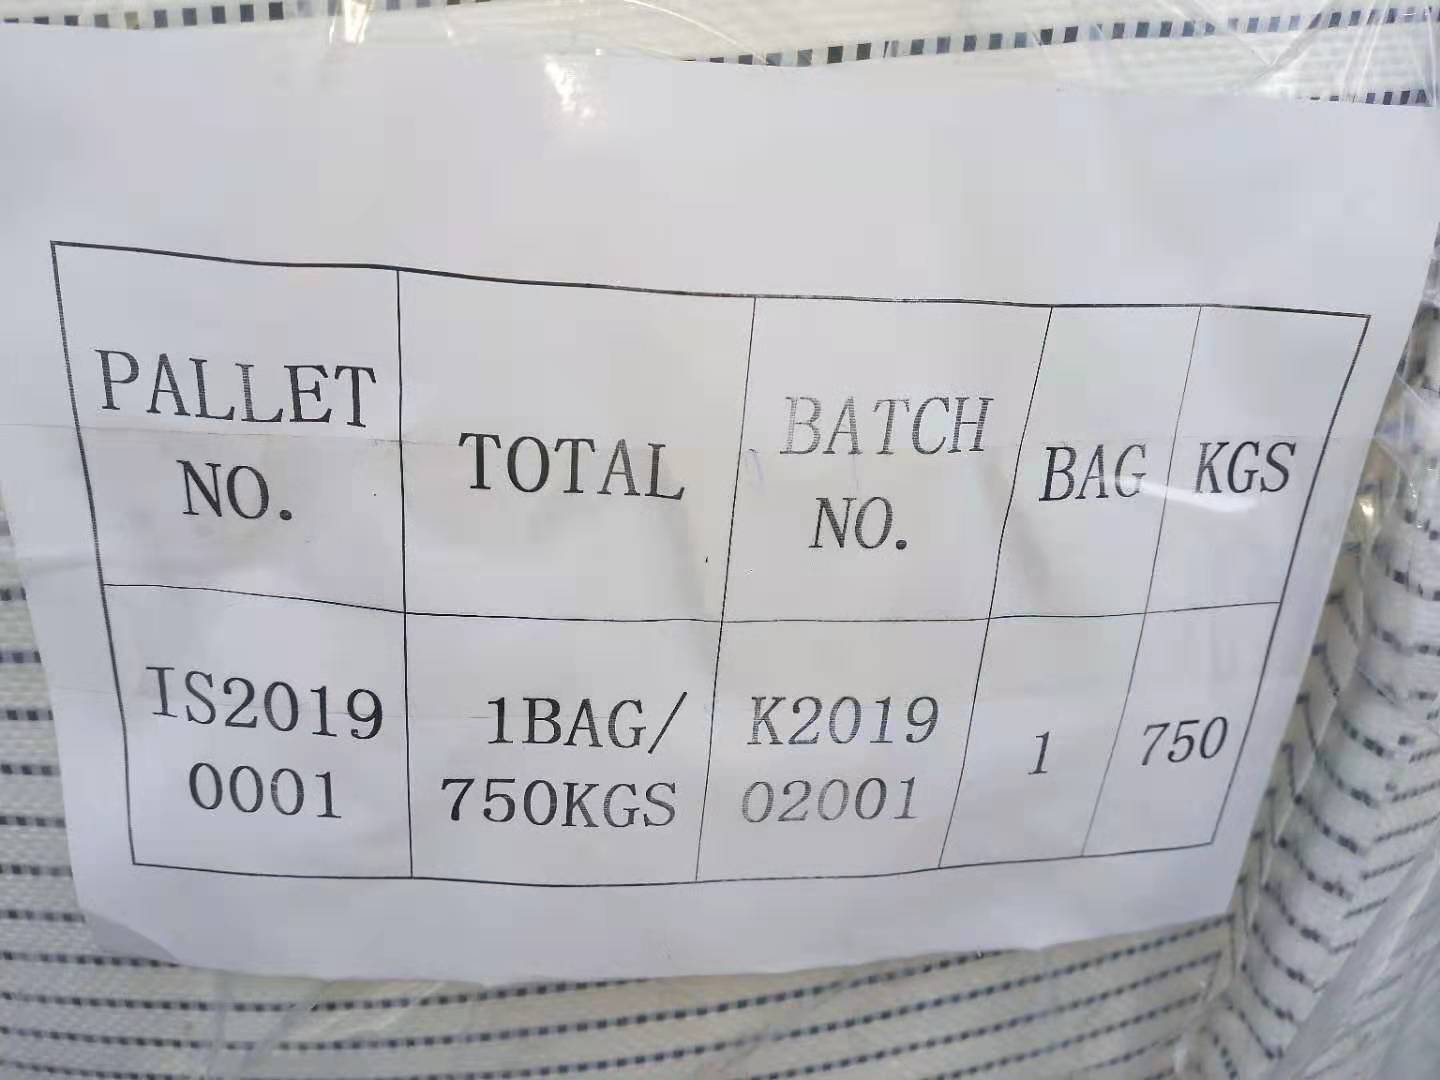 PALLET
NO.
TOTAL
BATCH
NO.
BAG
KGS
IS2019
0001
1BAG/
750KGS
K2019
02001
1
750